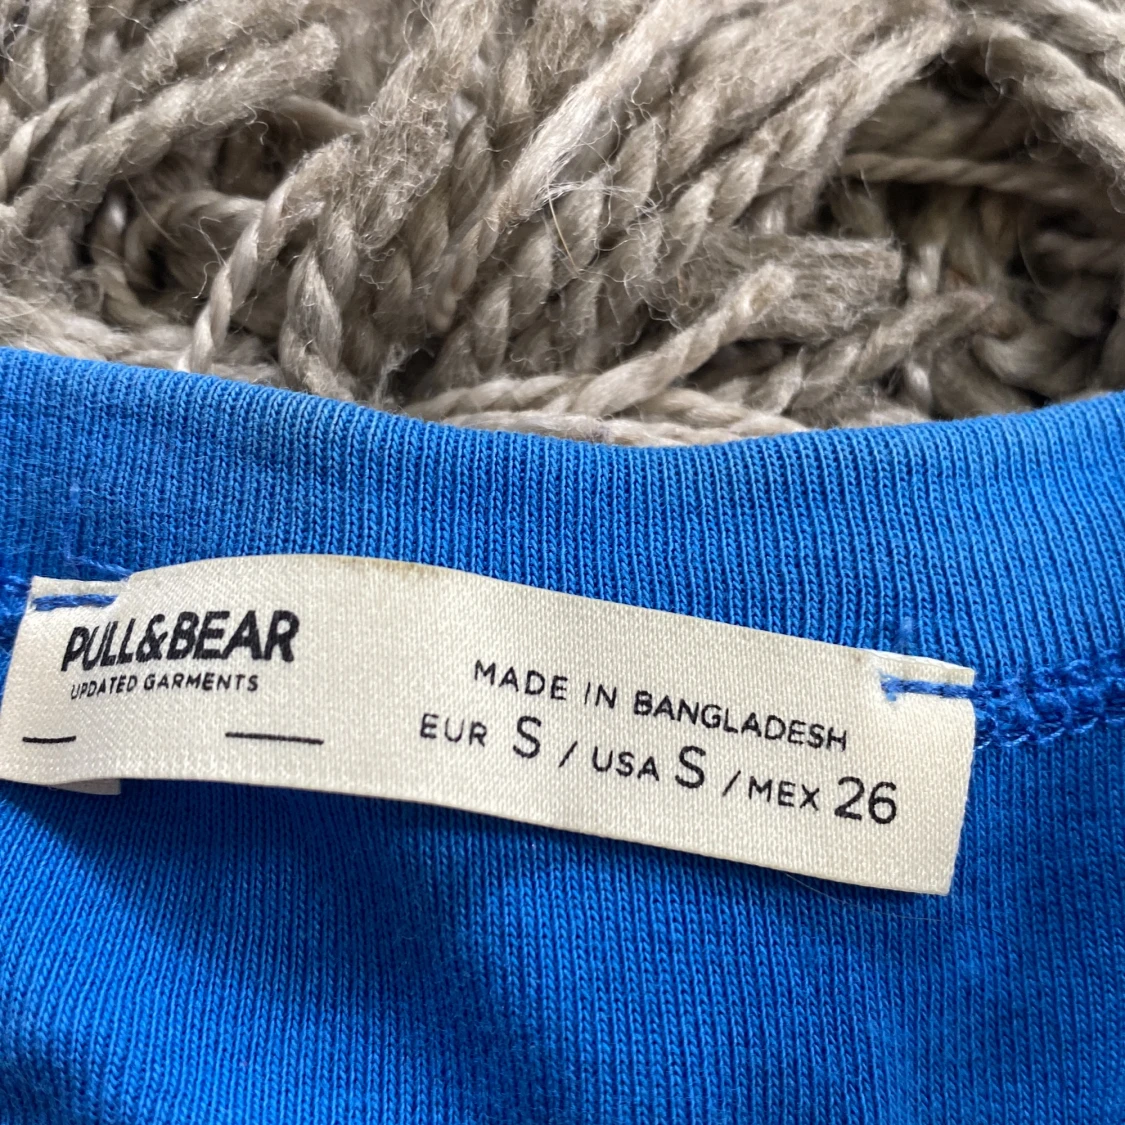 PULL&BEAR
UPDATED GARMENTS
MADE IN BANGLADESH
EUR S / USA S / MEX 26